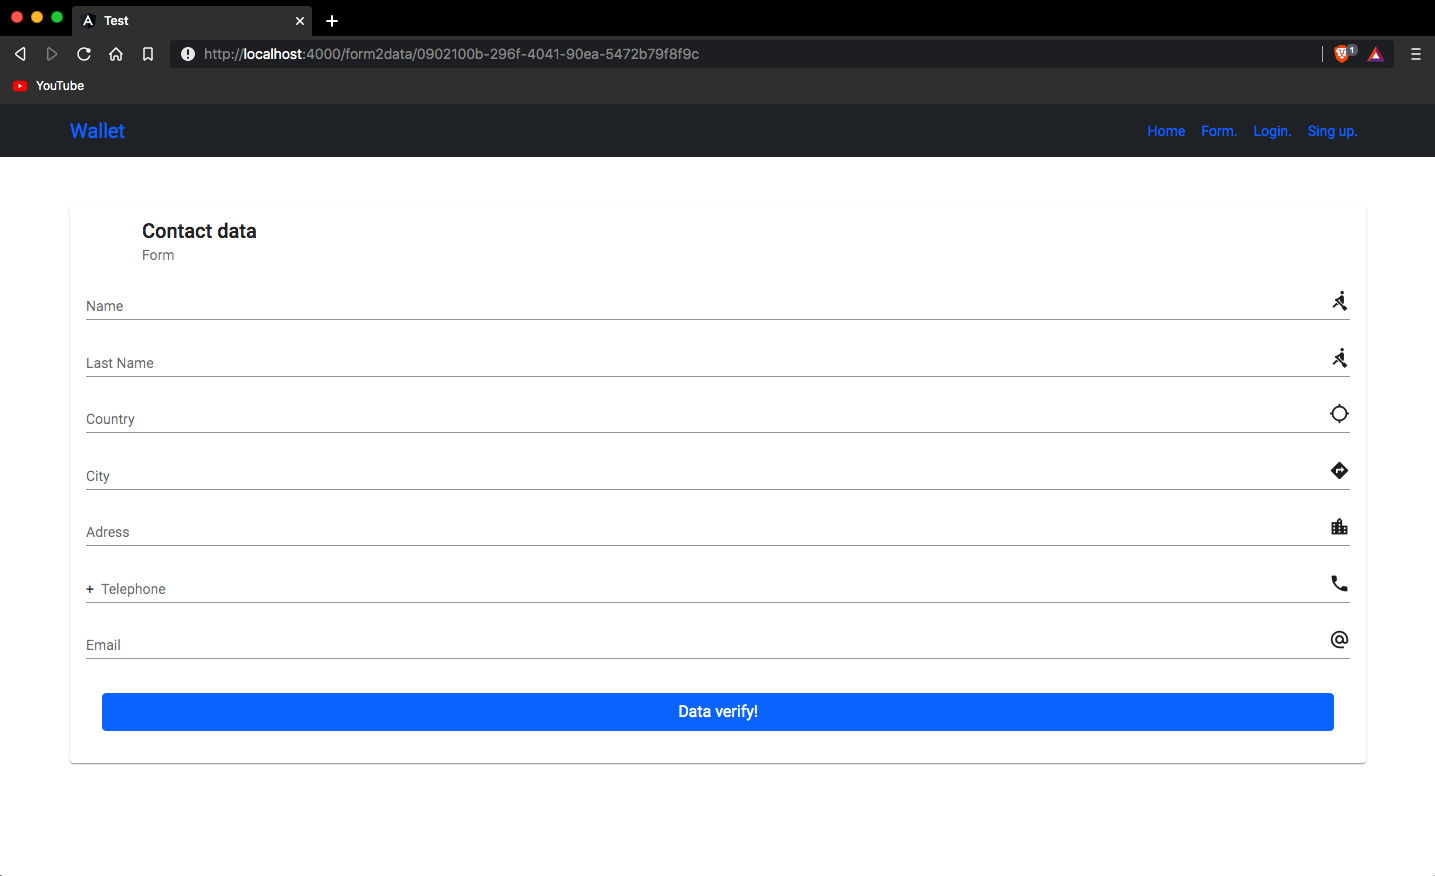 Test
http://localhost:4000/form2data/0902100b-296f-4041-90ea-5472b79f8f9c
1
YouTube
Wallet
Home Form. Login. Sing up.
Contact data
Form
Name
Last Name
Country
City
Adress
+ Telephone
Email
Data verify!